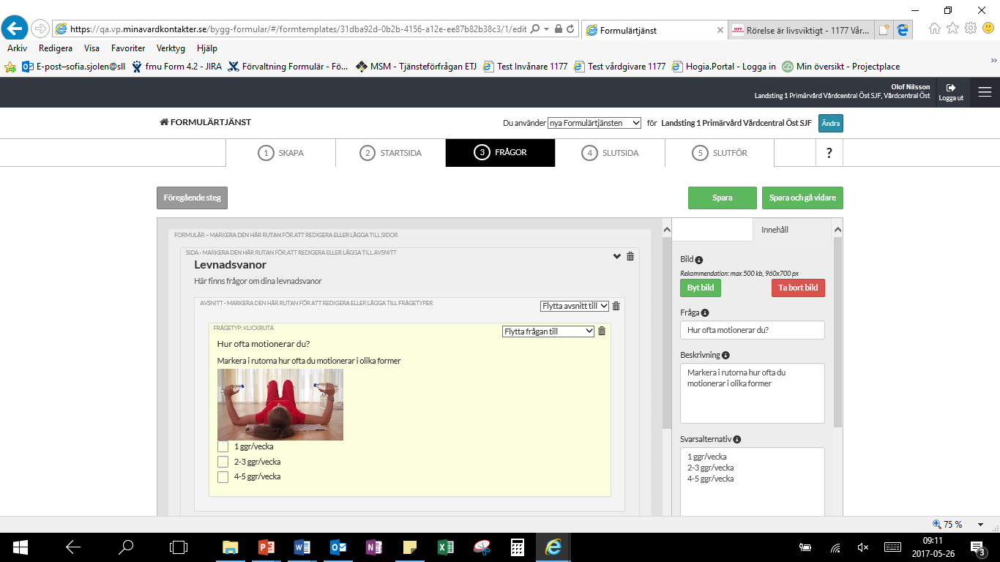 https://qa.vp.minavardkontakter.se/bygg-formular/#/formtemplates/31dba92d-0b2b-4156-a12e-ee87b82b38c3/1/edit
Formulärtjänst
Rörelse är livsviktigt - 1177 Vår...
Arkiv Redigera Visa Favoriter Verktyg Hjälp
E-post–sofia.sjolen@sll fmu Form 4.2 - JIRA Förvaltning Formulär - Fö... MSM - Tjänsteförfrågan ETJ Test Invånare 1177 Test vårdgivare 1177 Hogia.Portal - Logga in Min översikt - Projectplace
Olof Nilsson
Landsting 1 Primärvård Vårdcentral Öst SJF, Vårdcentral Öst
Logga ut
FORMULÄRTJÄNST
Du använder nya Formulärtjänsten för Landsting 1 Primärvård Vårdcentral Öst SJF Ändra
1 SKAPA 2 STARTSIDA 3 FRÅGOR 4 SLUTSIDA 5 SLUTFÖR ?
Föregående steg Spara Spara och gå vidare
FORMULÄR – MARKERA DEN HÄR RUTAN FÖR ATT REDIGERA ELLER LÄGGA TILL SIDOR
SIDA - MARKERA DEN HÄR RUTAN FÖR ATT REDIGERA ELLER LÄGGA TILL AVSNITT
Levnadsvanor
Här finns frågor om dina levnadsvanor
AVSNITT - MARKERA DEN HÄR RUTAN FÖR ATT REDIGERA ELLER LÄGGA TILL FRÅGETYPER
Flytta avsnitt till
FRÅGETYP: KLICKRUTA
Flytta frågan till
Hur ofta motionerar du?
Markera i rutorna hur ofta du motionerar i olika former
1 ggr/vecka
2-3 ggr/vecka
4-5 ggr/vecka
Innehåll
Bild
Rekommendation: max 500 kb, 960x700 px
Byt bild Ta bort bild
Fråga
Hur ofta motionerar du?
Beskrivning
Markera i rutorna hur ofta du
motionerar i olika former
Svarsalternativ
1 ggr/vecka
2-3 ggr/vecka
4-5 ggr/vecka
75 %
09:11
2017-05-26
3